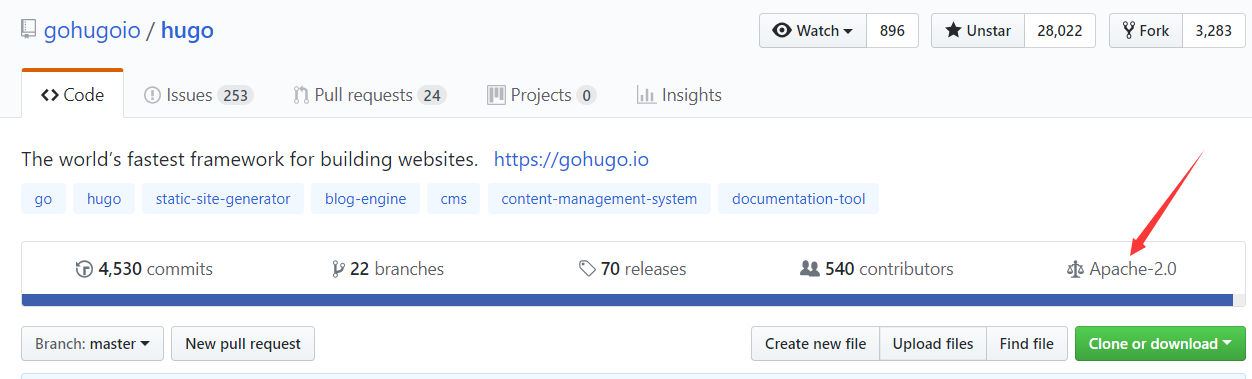 gohugoio / hugo Watch 896 Unstar 28,022 Fork 3,283
Code Issues 253 Pull requests 24 Projects 0 Insights
The world's fastest framework for building websites. https://gohugo.io
go hugo static-site-generator blog-engine cms content-management-system documentation-tool
4,530 commits 22 branches 70 releases 540 contributors Apache-2.0
Branch: master New pull request Create new file Upload files Find file Clone or download